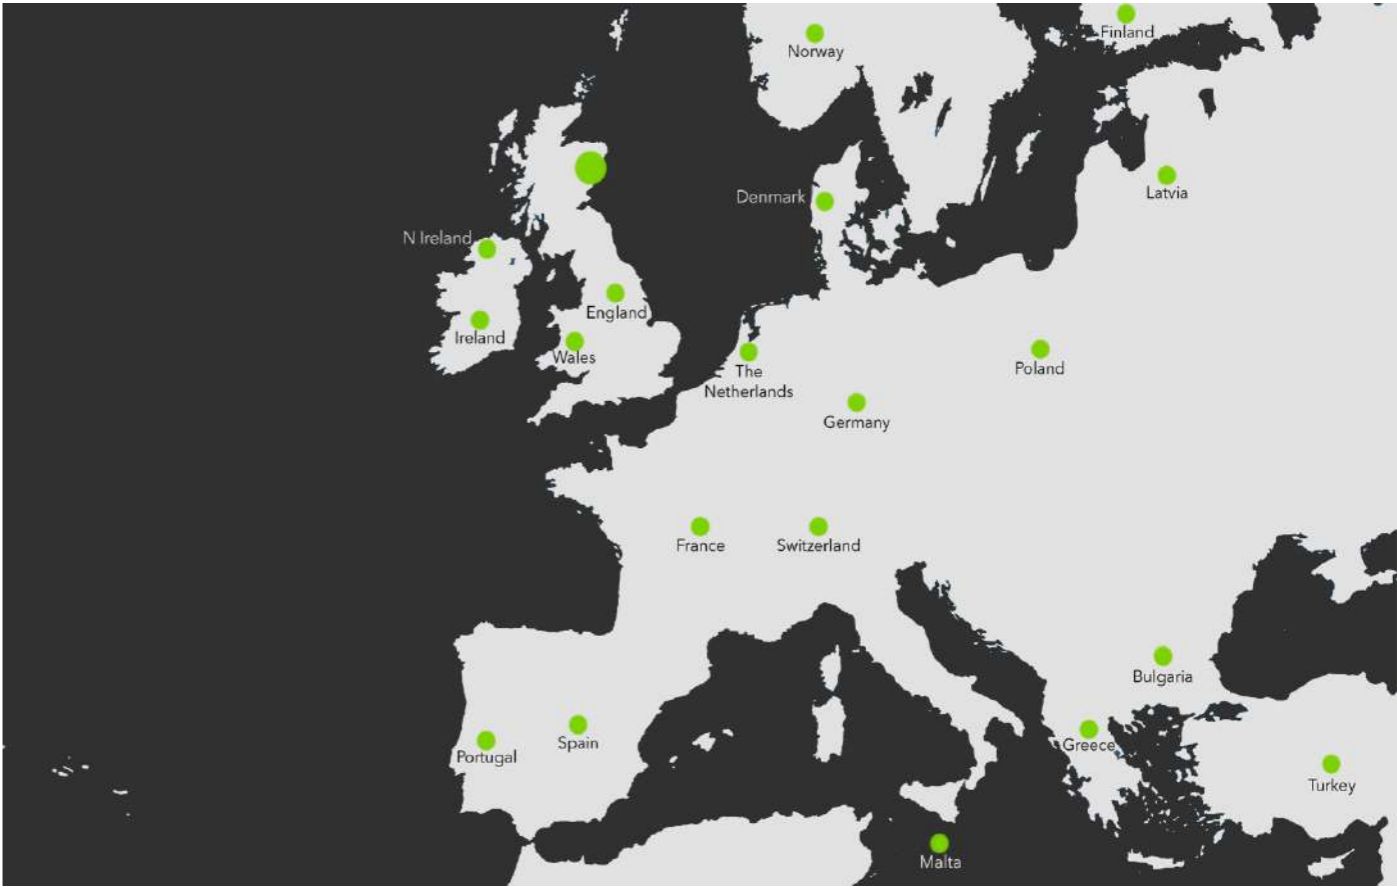 Norway
Finland
Latvia
Denmark
N Ireland
England
Ireland
Wales
The
Netherlands
Poland
Germany
France
Switzerland
Bulgaria
Spain
Greece
Portugal
Turkey
Malta